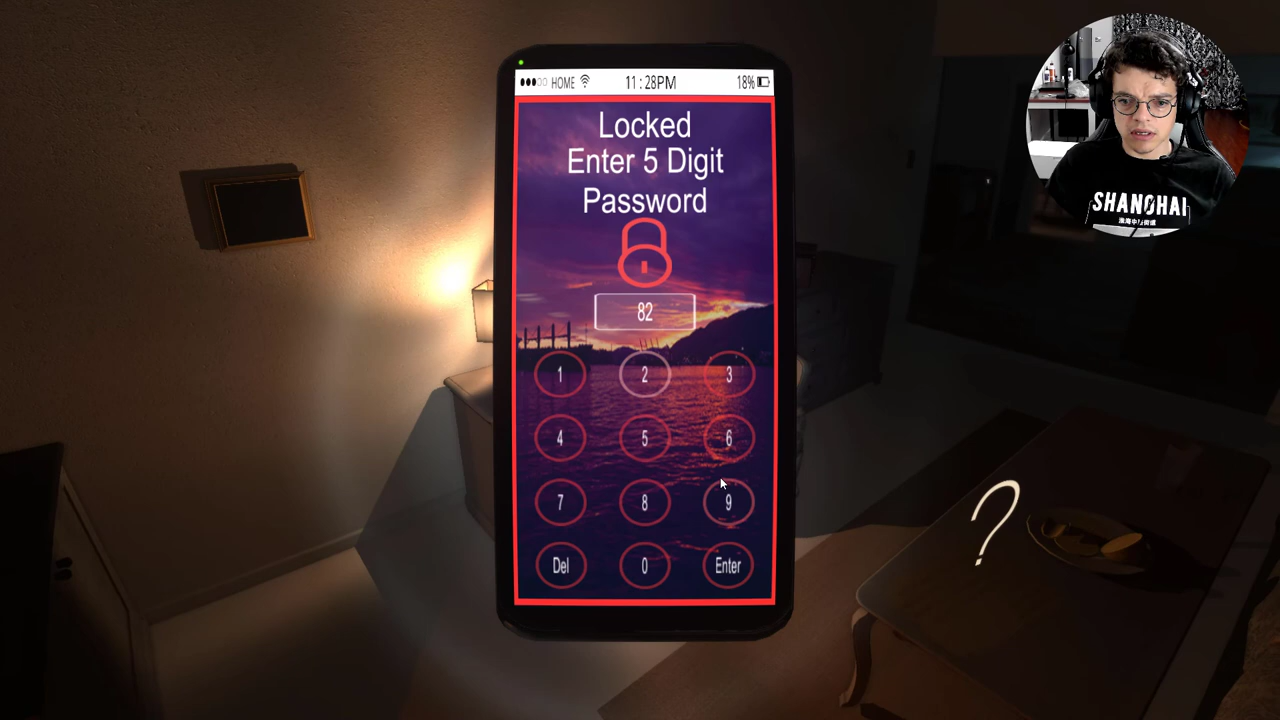 HOME
11:28PM
18%
Locked
Enter 5 Digit
Password
82
1 2 3
4 5 6
7 8 9
Del 0 Enter
?
SHANGHAI